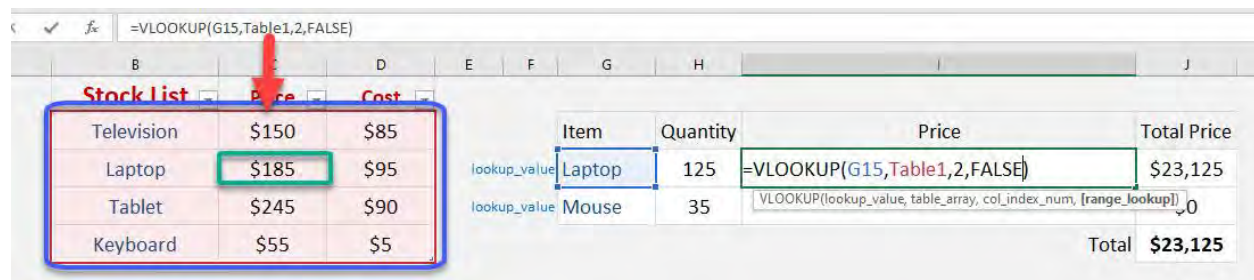 fx =VLOOKUP(G15,Table1,2,FALSE)
B C D E F G H I J
Stock List Price Cost
Television $150 $85 Item Quantity Price Total Price
Laptop $185 $95 lookup_value Laptop 125 =VLOOKUP(G15,Table1,2,FALSE) $23,125
Tablet $245 $90 lookup_value Mouse 35 VLOOKUP(lookup_value, table_array, col_index_num, [range_lookup]) $0
Keyboard $55 $5 Total $23,125